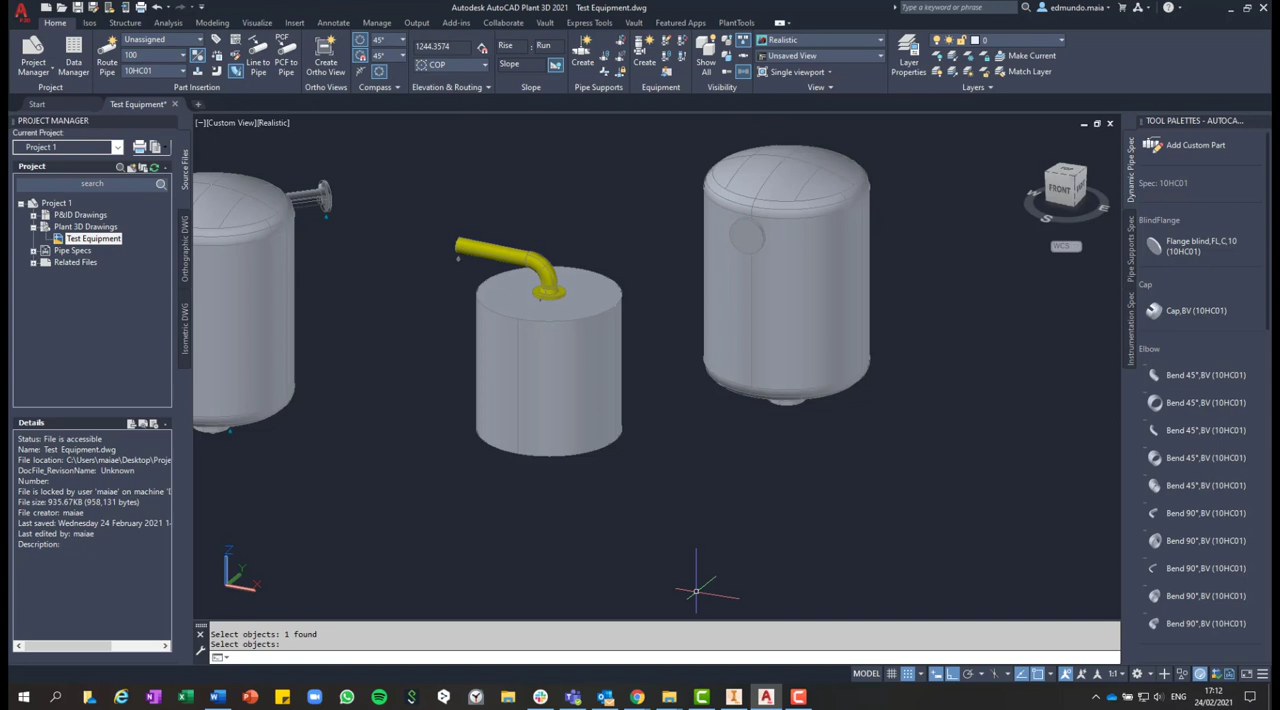 Autodesk AutoCAD Plant 3D 2021 Test Equipment.dwg
Type a keyword or phrase
edmundo.maia
Home Isos Structure Analysis Modeling Visualize Insert Annotate Manage Output Add-ins Collaborate Vault Express Tools Featured Apps PlantTools
Project Manager
Data Manager
Project
Route Pipe
Unassigned
100
10HC01
Line to Pipe
PCF to Pipe
Part Insertion
Create Ortho View
Ortho Views
45°
45°
Compass
1244.3574
COP
Elevation & Routing
Rise : Run
Slope
Slope
Create
Pipe Supports
Create
Equipment
Show All
Visibility
Realistic
Unsaved View
Single viewport
View
Layer Properties
0
Make Current
Match Layer
Layers
Start
Test Equipment*
PROJECT MANAGER
Current Project:
Project 1
Project
search
Project 1
P&ID Drawings
Plant 3D Drawings
Test Equipment
Pipe Specs
Related Files
Source Files
Orthographic DWG
Isometric DWG
Details
Status: File is accessible
Name: Test Equipment.dwg
File location: C:\Users\maiae\Desktop\Proje
DocFile_RevisonName: Unknown
Number:
File is locked by user 'maiae' on machine
File size: 935.67KB (958,131 bytes)
File creator: maiae
Last saved: Wednesday 24 February 2021 1
Last edited by: maiae
Description:
[−][Custom View][Realistic]
TOP
FRONT
S
E
WCS
Z
Y
X
Select objects: 1 found
Select objects:
TOOL PALETTES - AUTOCA...
Dynamic Pipe Spec
Pipe Supports Spec
Instrumentation Spec
Add Custom Part
Spec: 10HC01
BlindFlange
Flange blind,FL_C,10
(10HC01)
Cap
Cap,BV (10HC01)
Elbow
Bend 45°,BV (10HC01)
Bend 45°,BV (10HC01)
Bend 45°,BV (10HC01)
Bend 45°,BV (10HC01)
Bend 45°,BV (10HC01)
Bend 90°,BV (10HC01)
Bend 90°,BV (10HC01)
Bend 90°,BV (10HC01)
Bend 90°,BV (10HC01)
Bend 90°,BV (10HC01)
MODEL
1:1
ENG
17:12
24/02/2021